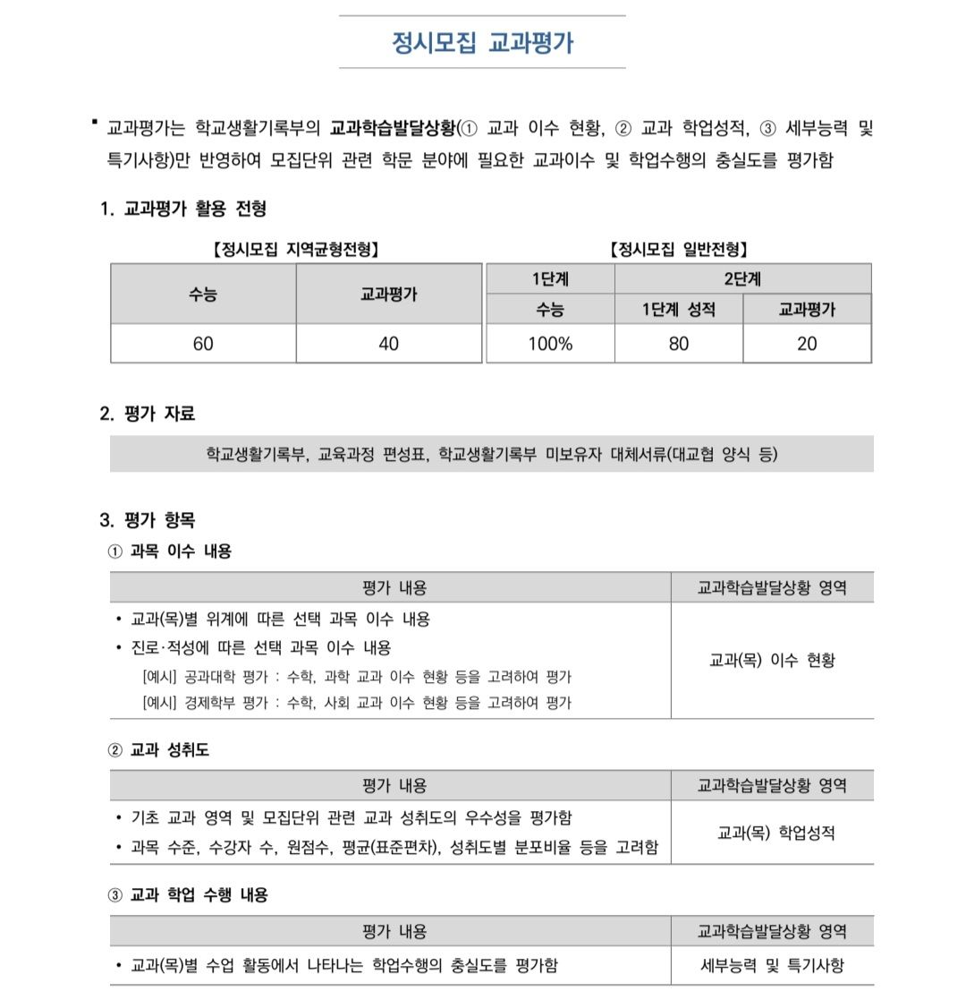 정시모집 교과평가
▪ 교과평가는 학교생활기록부의 교과학습발달상황(① 교과 이수 현황, ② 교과 학업성적, ③ 세부능력 및
특기사항)만 반영하여 모집단위 관련 학문 분야에 필요한 교과이수 및 학업수행의 충실도를 평가함
1. 교과평가 활용 전형
【정시모집 지역균형전형】
수능 교과평가
60 40
【정시모집 일반전형】
1단계 2단계
수능 1단계 성적 교과평가
100% 80 20
2. 평가 자료
학교생활기록부, 교육과정 편성표, 학교생활기록부 미보유자 대체서류(대교협 양식 등)
3. 평가 항목
① 과목 이수 내용
평가 내용 교과학습발달상황 영역
• 교과(목)별 위계에 따른 선택 과목 이수 내용
• 진로·적성에 따른 선택 과목 이수 내용
[예시] 공과대학 평가 : 수학, 과학 교과 이수 현황 등을 고려하여 평가
[예시] 경제학부 평가 : 수학, 사회 교과 이수 현황 등을 고려하여 평가
교과(목) 이수 현황
② 교과 성취도
평가 내용 교과학습발달상황 영역
• 기초 교과 영역 및 모집단위 관련 교과 성취도의 우수성을 평가함
• 과목 수준, 수강자 수, 원점수, 평균(표준편차), 성취도별 분포비율 등을 고려함
교과(목) 학업성적
③ 교과 학업 수행 내용
평가 내용 교과학습발달상황 영역
• 교과(목)별 수업 활동에서 나타나는 학업수행의 충실도를 평가함 세부능력 및 특기사항